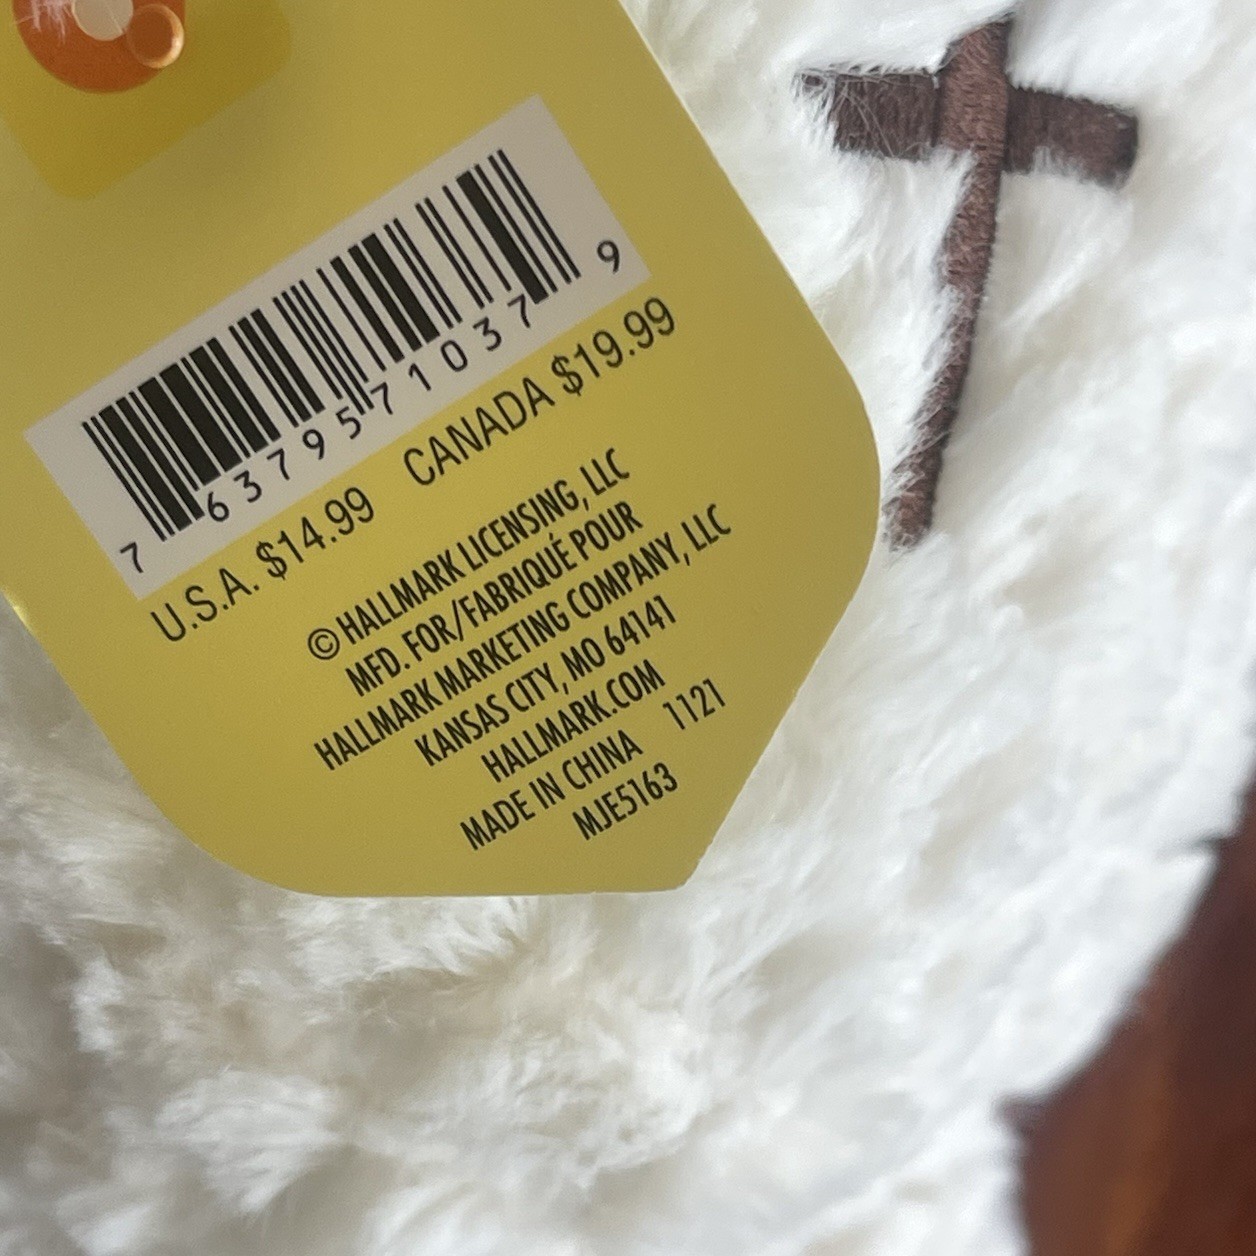 7 63795 71037 9
U.S.A. $14.99 CANADA $19.99
© HALLMARK LICENSING, LLC
MFD. FOR/FABRIQUÉ POUR
HALLMARK MARKETING COMPANY, LLC
KANSAS CITY, MO 64141
HALLMARK.COM
MADE IN CHINA 1121
MJE5163